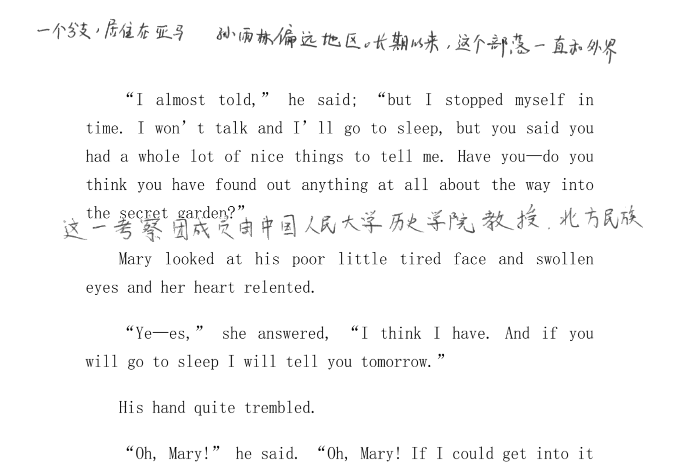 一个分支,居住在亚马 孙雨林偏远地区。长期以来,这个部落一直和外界
“I almost told,” he said; “but I stopped myself in
time. I won’t talk and I’ll go to sleep, but you said you
had a whole lot of nice things to tell me. Have you—do you
think you have found out anything at all about the way into
the secret garden?”
这一考察团成员由中国人民大学历史学院教授、北方民族
Mary looked at his poor little tired face and swollen
eyes and her heart relented.
“Ye—es,” she answered, “I think I have. And if you
will go to sleep I will tell you tomorrow.”
His hand quite trembled.
“Oh, Mary!” he said. “Oh, Mary! If I could get into it